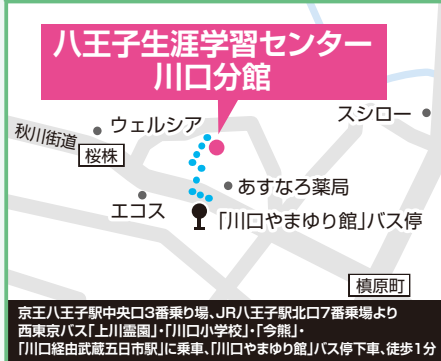 八王子生涯学習センター
川口分館
スシロー
ウェルシア
秋川街道
桜株
あすなろ薬局
エコス
「川口やまゆり館」バス停
槙原町
京王八王子駅中央口3番乗り場、JR八王子駅北口7番乗場より
西東京バス「上川霊園」・「川口小学校」・「今熊」・
「川口経由武蔵五日市駅」に乗車、「川口やまゆり館」バス停下車、徒歩1分